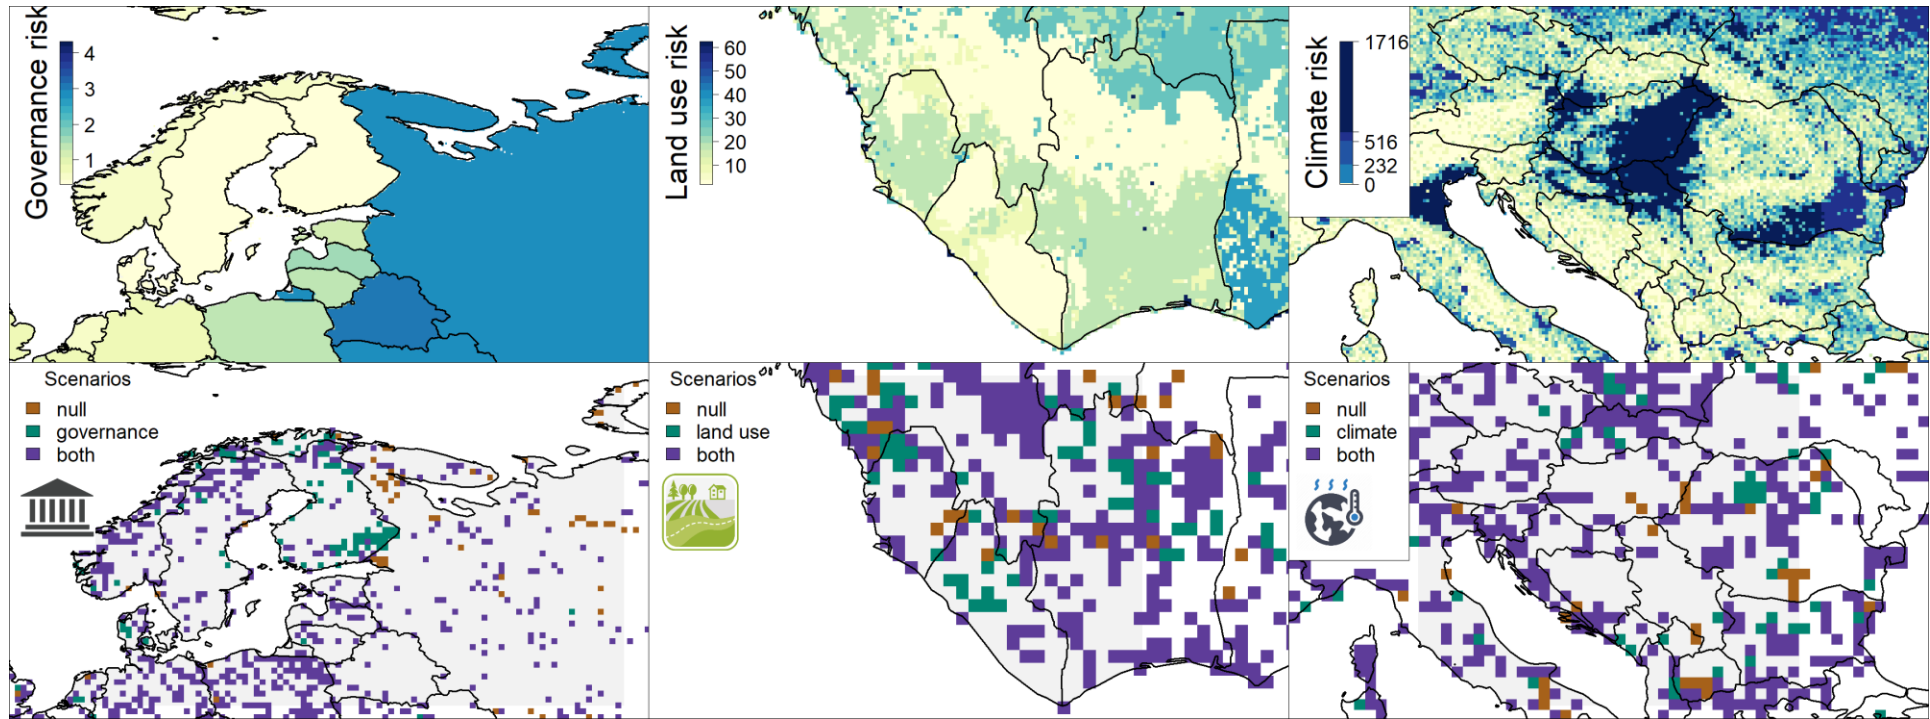 Governance risk
4
3
2
1
Land use risk
60
50
40
30
20
10
Climate risk
1716
516
232
0
Scenarios
null
governance
both
Scenarios
null
land use
both
Scenarios
null
climate
both